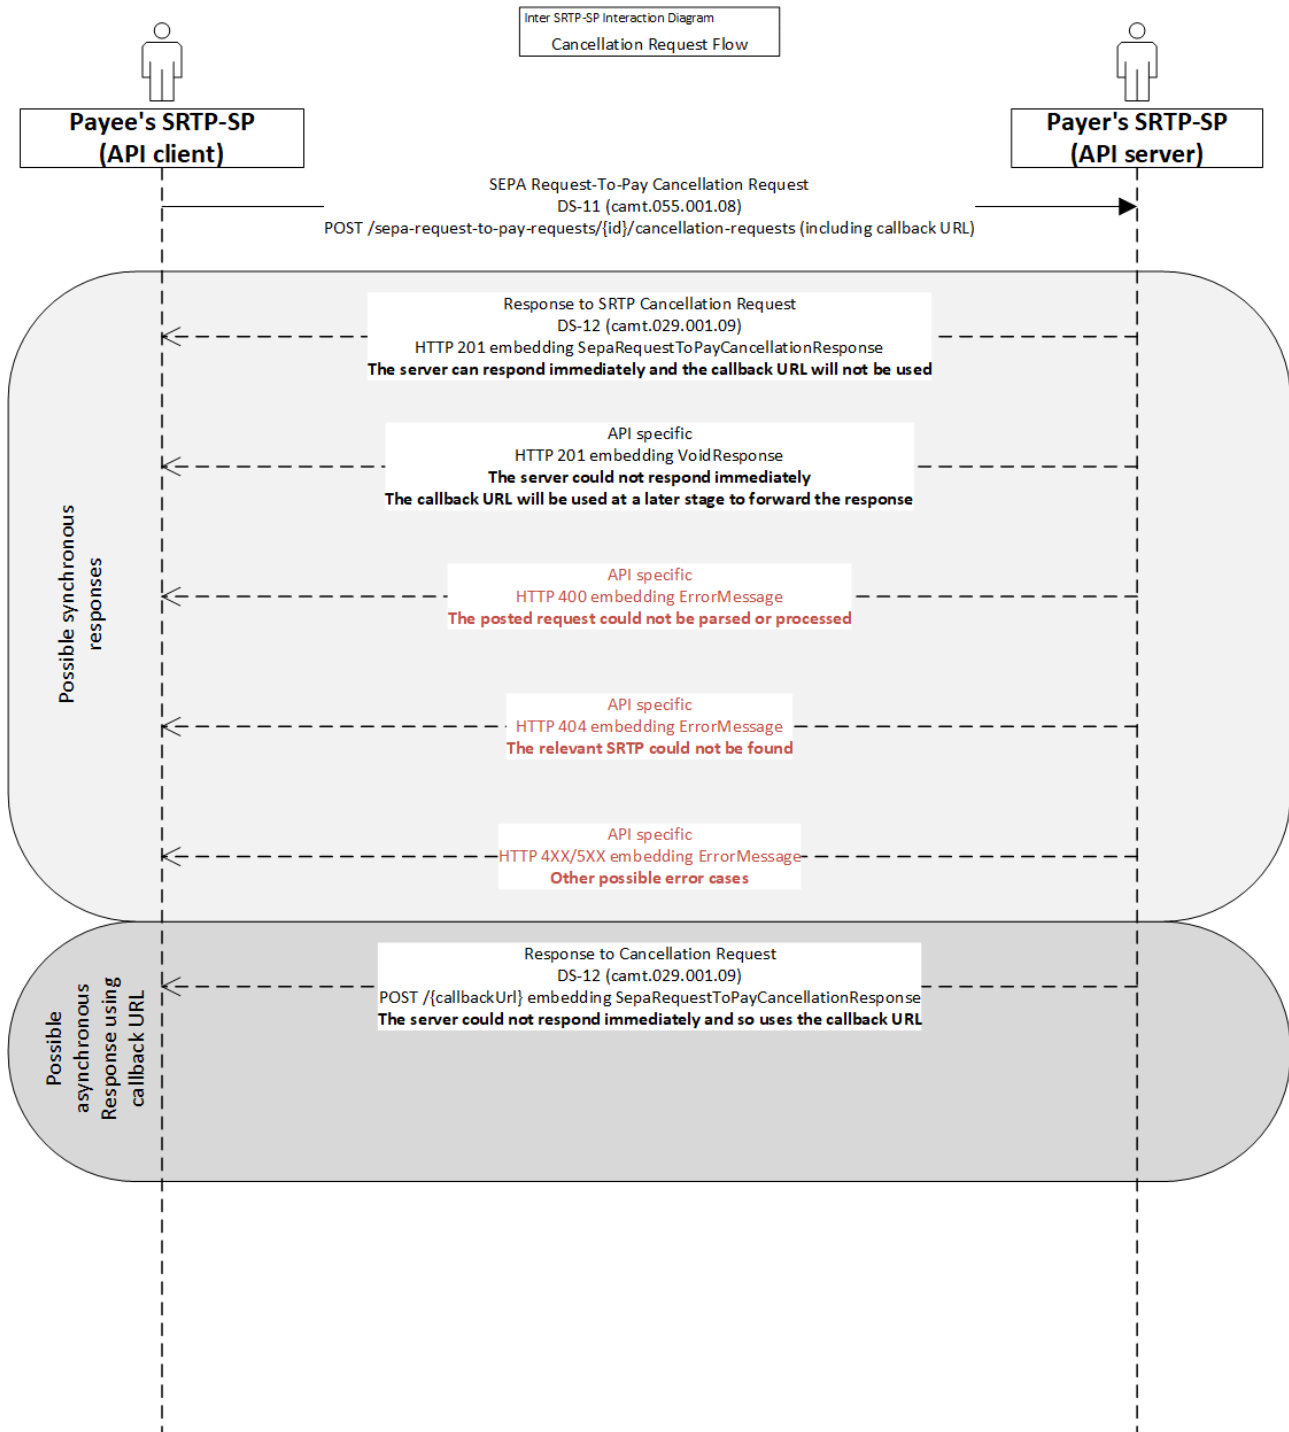 Inter SRTP-SP Interaction Diagram
Cancellation Request Flow
Payee's SRTP-SP
(API client)
Payer's SRTP-SP
(API server)
SEPA Request-To-Pay Cancellation Request
DS-11 (camt.055.001.08)
POST /sepa-request-to-pay-requests/{id}/cancellation-requests (including callback URL)
Possible synchronous
responses
Response to SRTP Cancellation Request
DS-12 (camt.029.001.09)
HTTP 201 embedding SepaRequestToPayCancellationResponse
The server can respond immediately and the callback URL will not be used
API specific
HTTP 201 embedding VoidResponse
The server could not respond immediately
The callback URL will be used at a later stage to forward the response
API specific
HTTP 400 embedding ErrorMessage
The posted request could not be parsed or processed
API specific
HTTP 404 embedding ErrorMessage
The relevant SRTP could not be found
API specific
HTTP 4XX/5XX embedding ErrorMessage
Other possible error cases
Possible
asynchronous
Response using
callback URL
Response to Cancellation Request
DS-12 (camt.029.001.09)
POST /{callbackUrl} embedding SepaRequestToPayCancellationResponse
The server could not respond immediately and so uses the callback URL